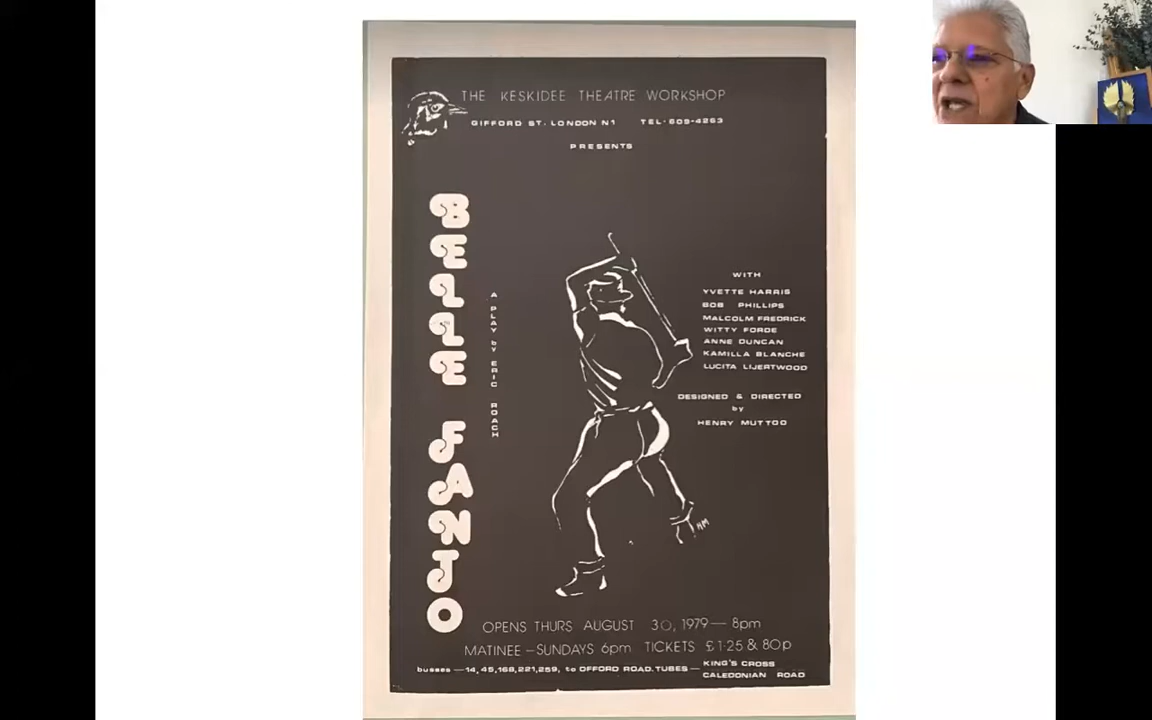 THE KESKIDEE THEATRE WORKSHOP
GIFFORD ST. LONDON N1 TEL·609-4263
PRESENTS
BELLE FANTO
A PLAY by ERIC ROACH
WITH
YVETTE HARRIS
BOB PHILLIPS
MALCOLM FREDRICK
WITTY FORDE
ANNE DUNCAN
KAMILLA BLANCHE
LUCITA LIJERTWOOD
DESIGNED & DIRECTED
by
HENRY MUTTOO
HM
OPENS THURS AUGUST 30, 1979— 8pm
MATINEE —SUNDAYS 6pm TICKETS £1·25 & 80p
busses —14,45,168,221,259, to OFFORD ROAD. TUBES— KING'S CROSS
CALEDONIAN ROAD